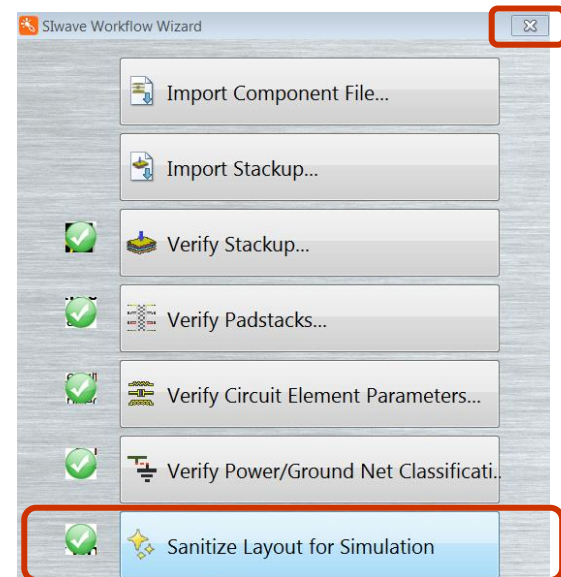 SIwave Workflow Wizard
Import Component File...
Import Stackup...
Verify Stackup...
Verify Padstacks...
Verify Circuit Element Parameters...
Verify Power/Ground Net Classificati..
Sanitize Layout for Simulation